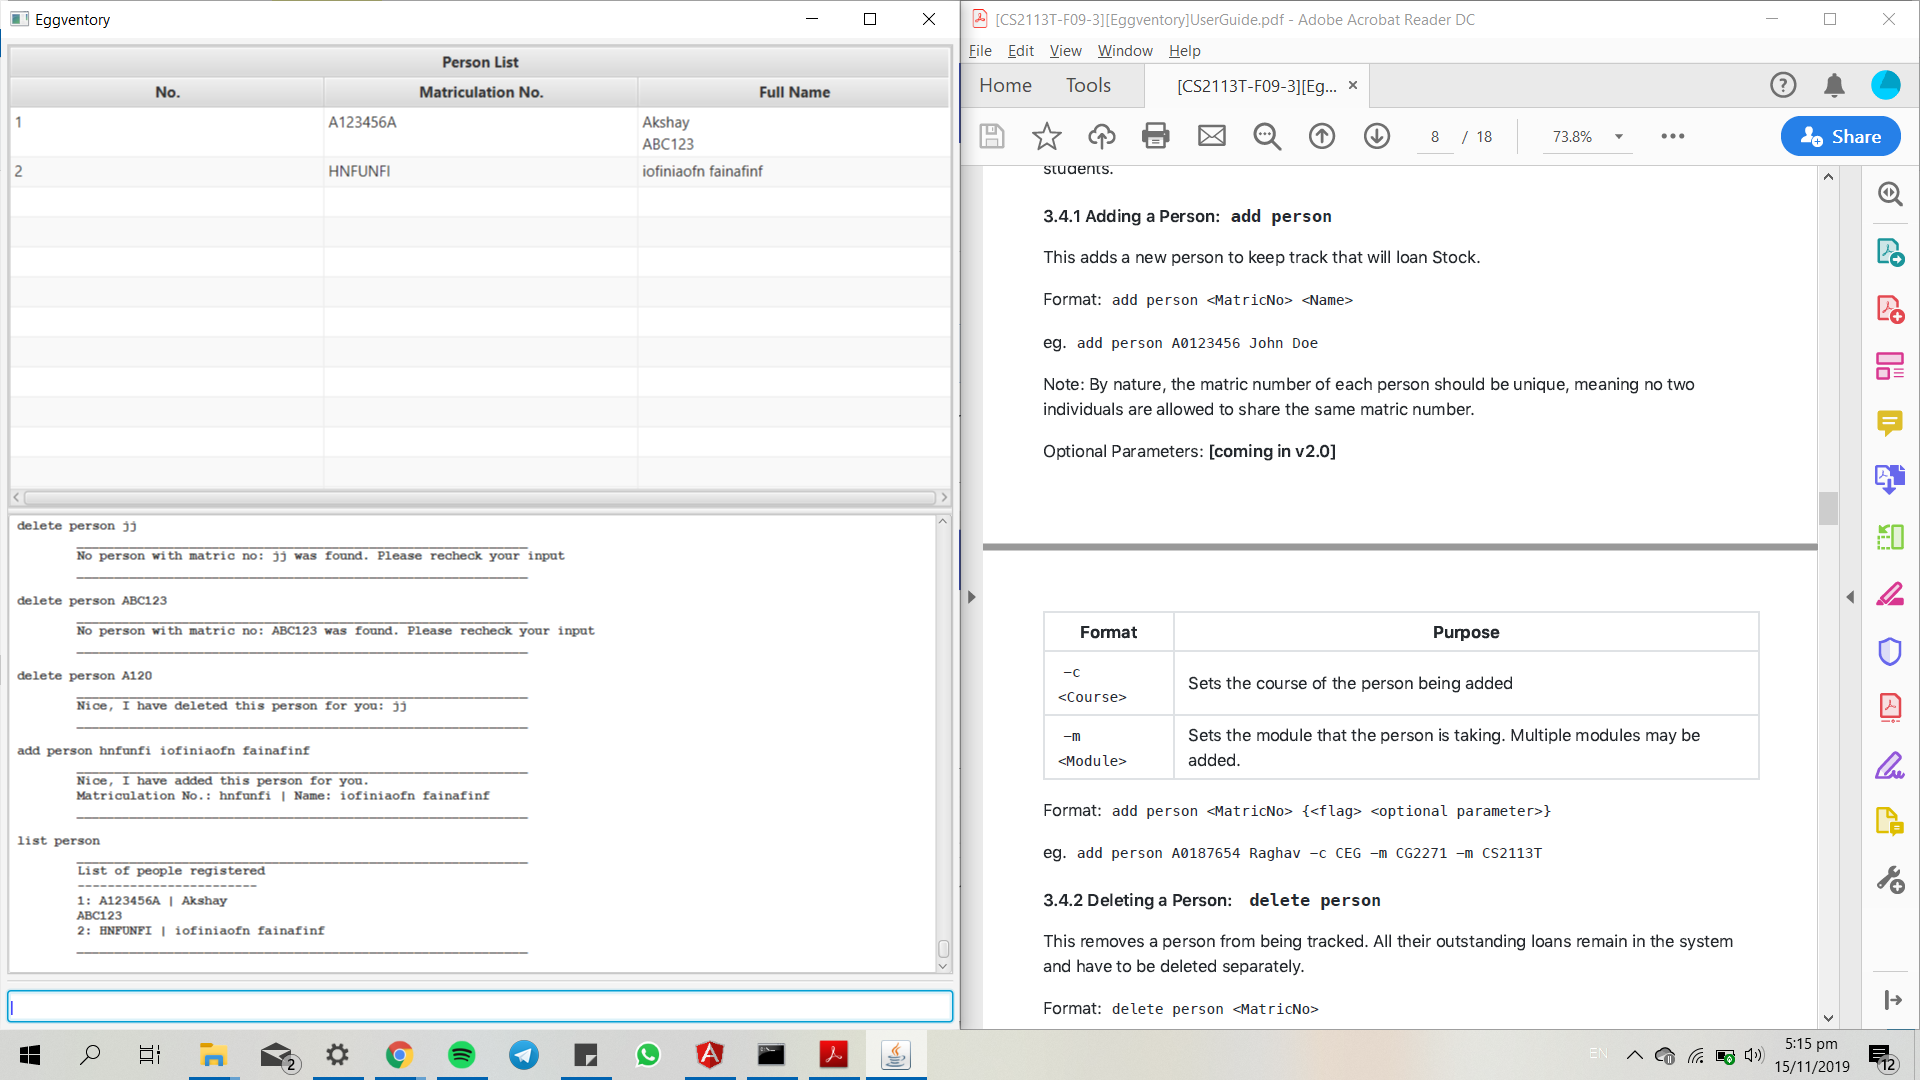 Eggventory
Person List
No. Matriculation No. Full Name
1 A123456A Akshay
ABC123
2 HNFUNFI iofiniaofn fainafinf
delete person jj
No person with matric no: jj was found. Please recheck your input
delete person ABC123
No person with matric no: ABC123 was found. Please recheck your input
delete person A120
Nice, I have deleted this person for you: jj
add person hnfunfi iofiniaofn fainafinf
Nice, I have added this person for you.
Matriculation No.: hnfunfi | Name: iofiniaofn fainafinf
list person
List of people registered
------------------------
1: A123456A | Akshay
ABC123
2: HNFUNFI | iofiniaofn fainafinf
[CS2113T-F09-3][Eggventory]UserGuide.pdf - Adobe Acrobat Reader DC
File Edit View Window Help
Home Tools [CS2113T-F09-3][Eg... ×
8 / 18 73.8% Share
students.
3.4.1 Adding a Person: add person
This adds a new person to keep track that will loan Stock.
Format: add person <MatricNo> <Name>
eg. add person A0123456 John Doe
Note: By nature, the matric number of each person should be unique, meaning no two
individuals are allowed to share the same matric number.
Optional Parameters: [coming in v2.0]
Format Purpose
-c
<Course>
Sets the course of the person being added
-m
<Module>
Sets the module that the person is taking. Multiple modules may be
added.
Format: add person <MatricNo> {<flag> <optional parameter>}
eg. add person A0187654 Raghav -c CEG -m CG2271 -m CS2113T
3.4.2 Deleting a Person: delete person
This removes a person from being tracked. All their outstanding loans remain in the system
and have to be deleted separately.
Format: delete person <MatricNo>
2
EN
5:15 pm
15/11/2019
12